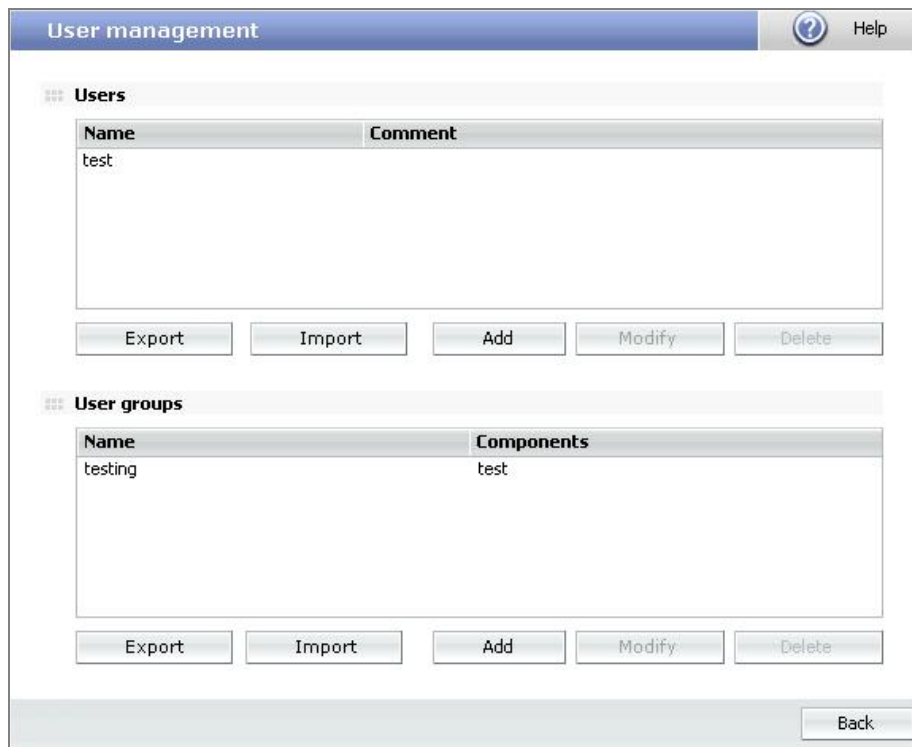 User management
? Help
Users
Name Comment
test
Export Import Add Modify Delete
User groups
Name Components
testing test
Export Import Add Modify Delete
Back